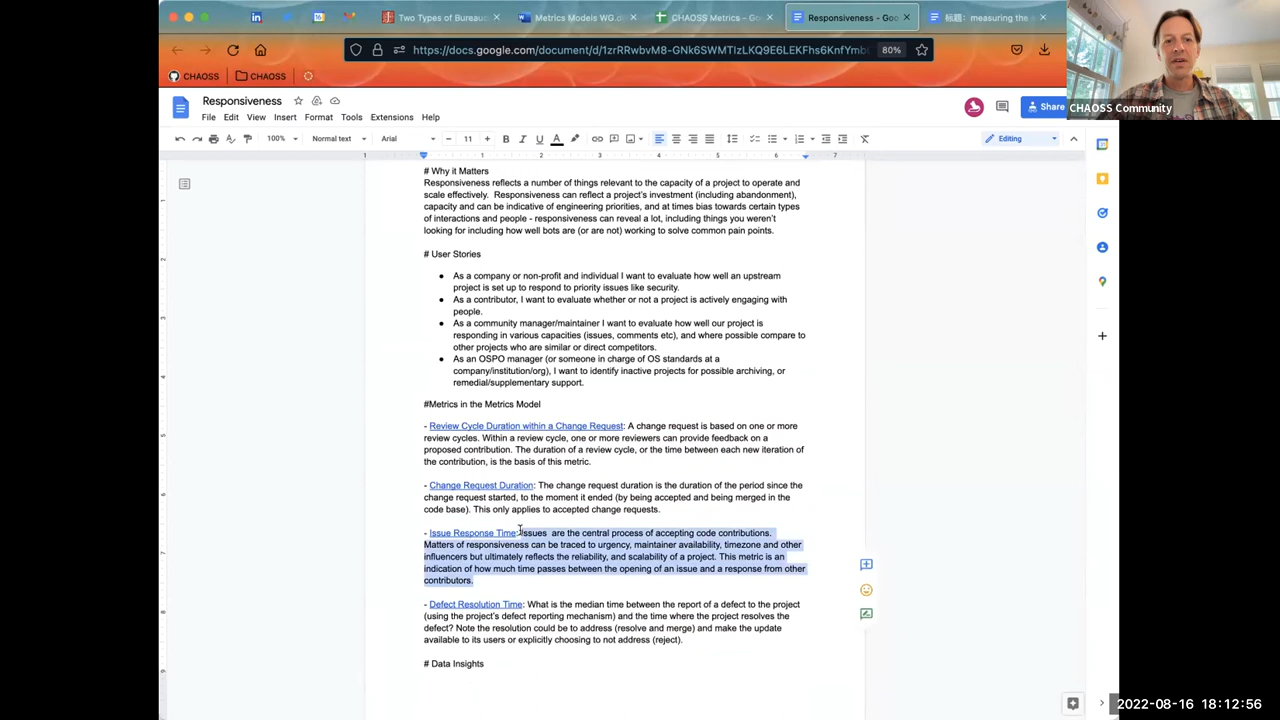 Two Types of Bureauc
Metrics Models WG.o
CHAOSS Metrics - Go
Responsiveness - Goo
标题: measuring the
https://docs.google.com/document/d/1zrRRwbvM8-GNk6SWMTIzLKQ9E6LEKFhs6KnfYmb
80%
CHAOSS
CHAOSS
CHAOSS Community
Responsiveness
Share
File Edit View Insert Format Tools Extensions Help
100% Normal text Arial 11 Editing
# Why it Matters
Responsiveness reflects a number of things relevant to the capacity of a project to operate and
scale effectively. Responsiveness can reflect a project's investment (including abandonment),
capacity and can be indicative of engineering priorities, and at times bias towards certain types
of interactions and people - responsiveness can reveal a lot, including things you weren't
looking for including how well bots are (or are not) working to solve common pain points.
# User Stories
● As a company or non-profit and individual I want to evaluate how well an upstream
project is set up to respond to priority issues like security.
● As a contributor, I want to evaluate whether or not a project is actively engaging with
people.
● As a community manager/maintainer I want to evaluate how well our project is
responding in various capacities (issues, comments etc), and where possible compare to
other projects who are similar or direct competitors.
● As an OSPO manager (or someone in charge of OS standards at a
company/institution/org), I want to identify inactive projects for possible archiving, or
remedial/supplementary support.
#Metrics in the Metrics Model
- Review Cycle Duration within a Change Request: A change request is based on one or more
review cycles. Within a review cycle, one or more reviewers can provide feedback on a
proposed contribution. The duration of a review cycle, or the time between each new iteration of
the contribution, is the basis of this metric.
- Change Request Duration: The change request duration is the duration of the period since the
change request started, to the moment it ended (by being accepted and being merged in the
code base). This only applies to accepted change requests.
- Issue Response Time: Issues are the central process of accepting code contributions.
Matters of responsiveness can be traced to urgency, maintainer availability, timezone and other
influencers but ultimately reflects the reliability, and scalability of a project. This metric is an
indication of how much time passes between the opening of an issue and a response from other
contributors.
- Defect Resolution Time: What is the median time between the report of a defect to the project
(using the project's defect reporting mechanism) and the time where the project resolves the
defect? Note the resolution could be to address (resolve and merge) and make the update
available to its users or explicitly choosing to not address (reject).
# Data Insights
2022-08-16 18:12:56